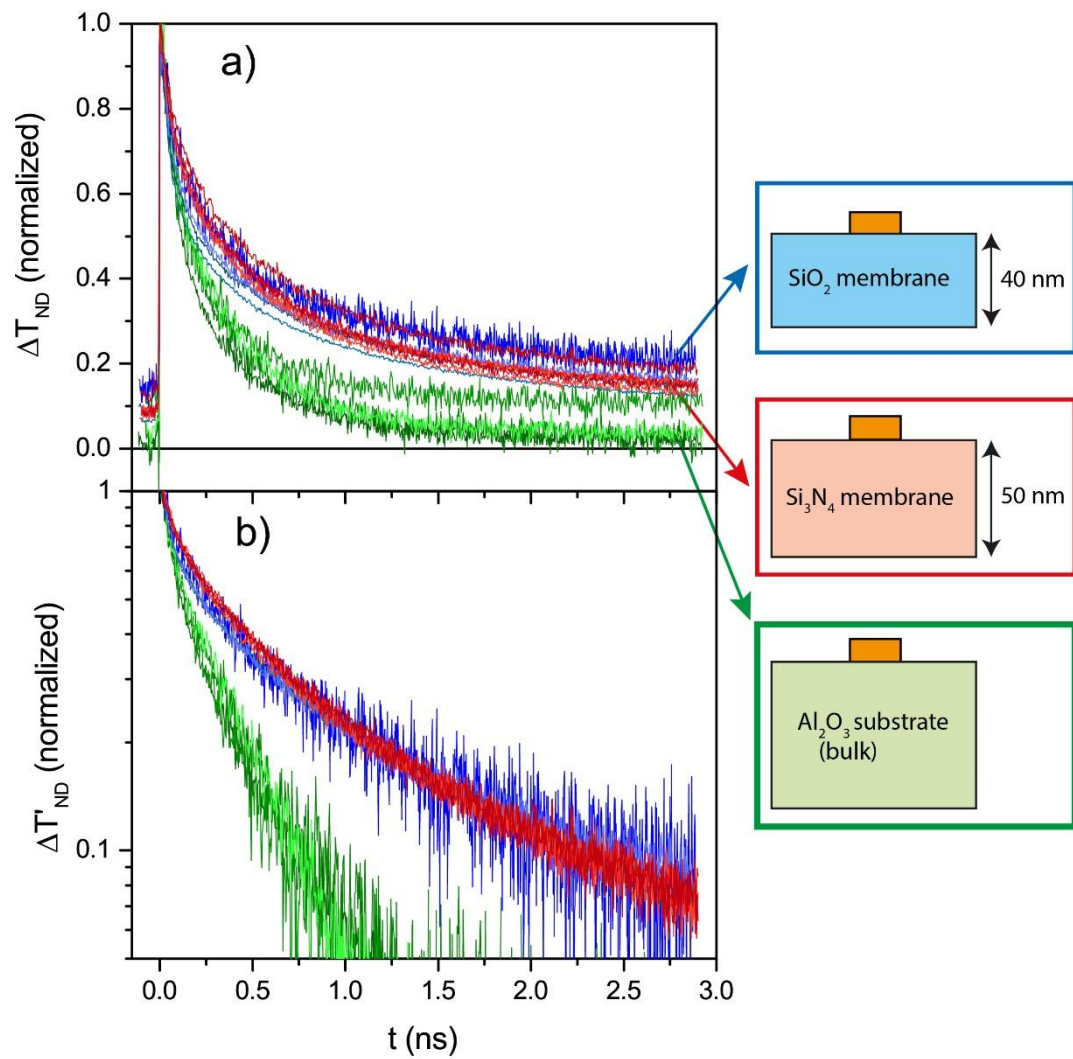 a)
ΔT_ND (normalized)
1.0
0.8
0.6
0.4
0.2
0.0
SiO₂ membrane
40 nm
Si₃N₄ membrane
50 nm
Al₂O₃ substrate
(bulk)
b)
ΔT'_ND (normalized)
1
0.1
0.0 0.5 1.0 1.5 2.0 2.5 3.0
t (ns)